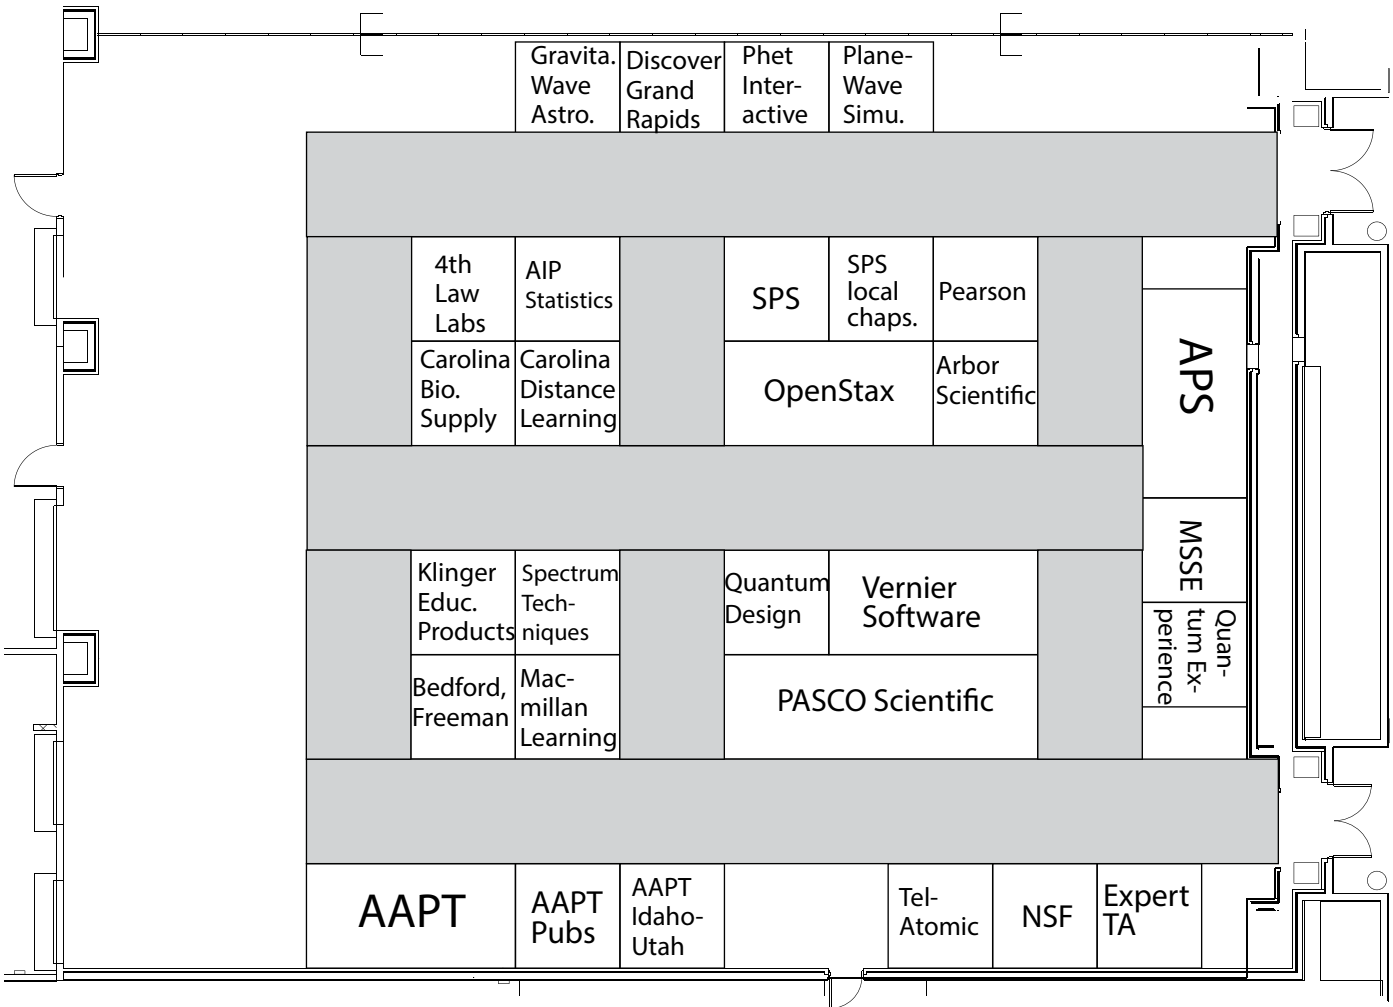 Gravita.
Wave
Astro.
Discover
Grand
Rapids
Phet
Inter-
active
Plane-
Wave
Simu.
4th
Law
Labs
AIP
Statistics
SPS
SPS
local
chaps.
Pearson
Carolina
Bio.
Supply
Carolina
Distance
Learning
OpenStax
Arbor
Scientific
APS
Klinger
Educ.
Products
Spectrum
Tech-
niques
Quantum
Design
Vernier
Software
MSSE
Bedford,
Freeman
Mac-
millan
Learning
PASCO Scientific
Quan-
tum Ex-
perience
AAPT
AAPT
Pubs
AAPT
Idaho-
Utah
Tel-
Atomic
NSF
Expert
TA